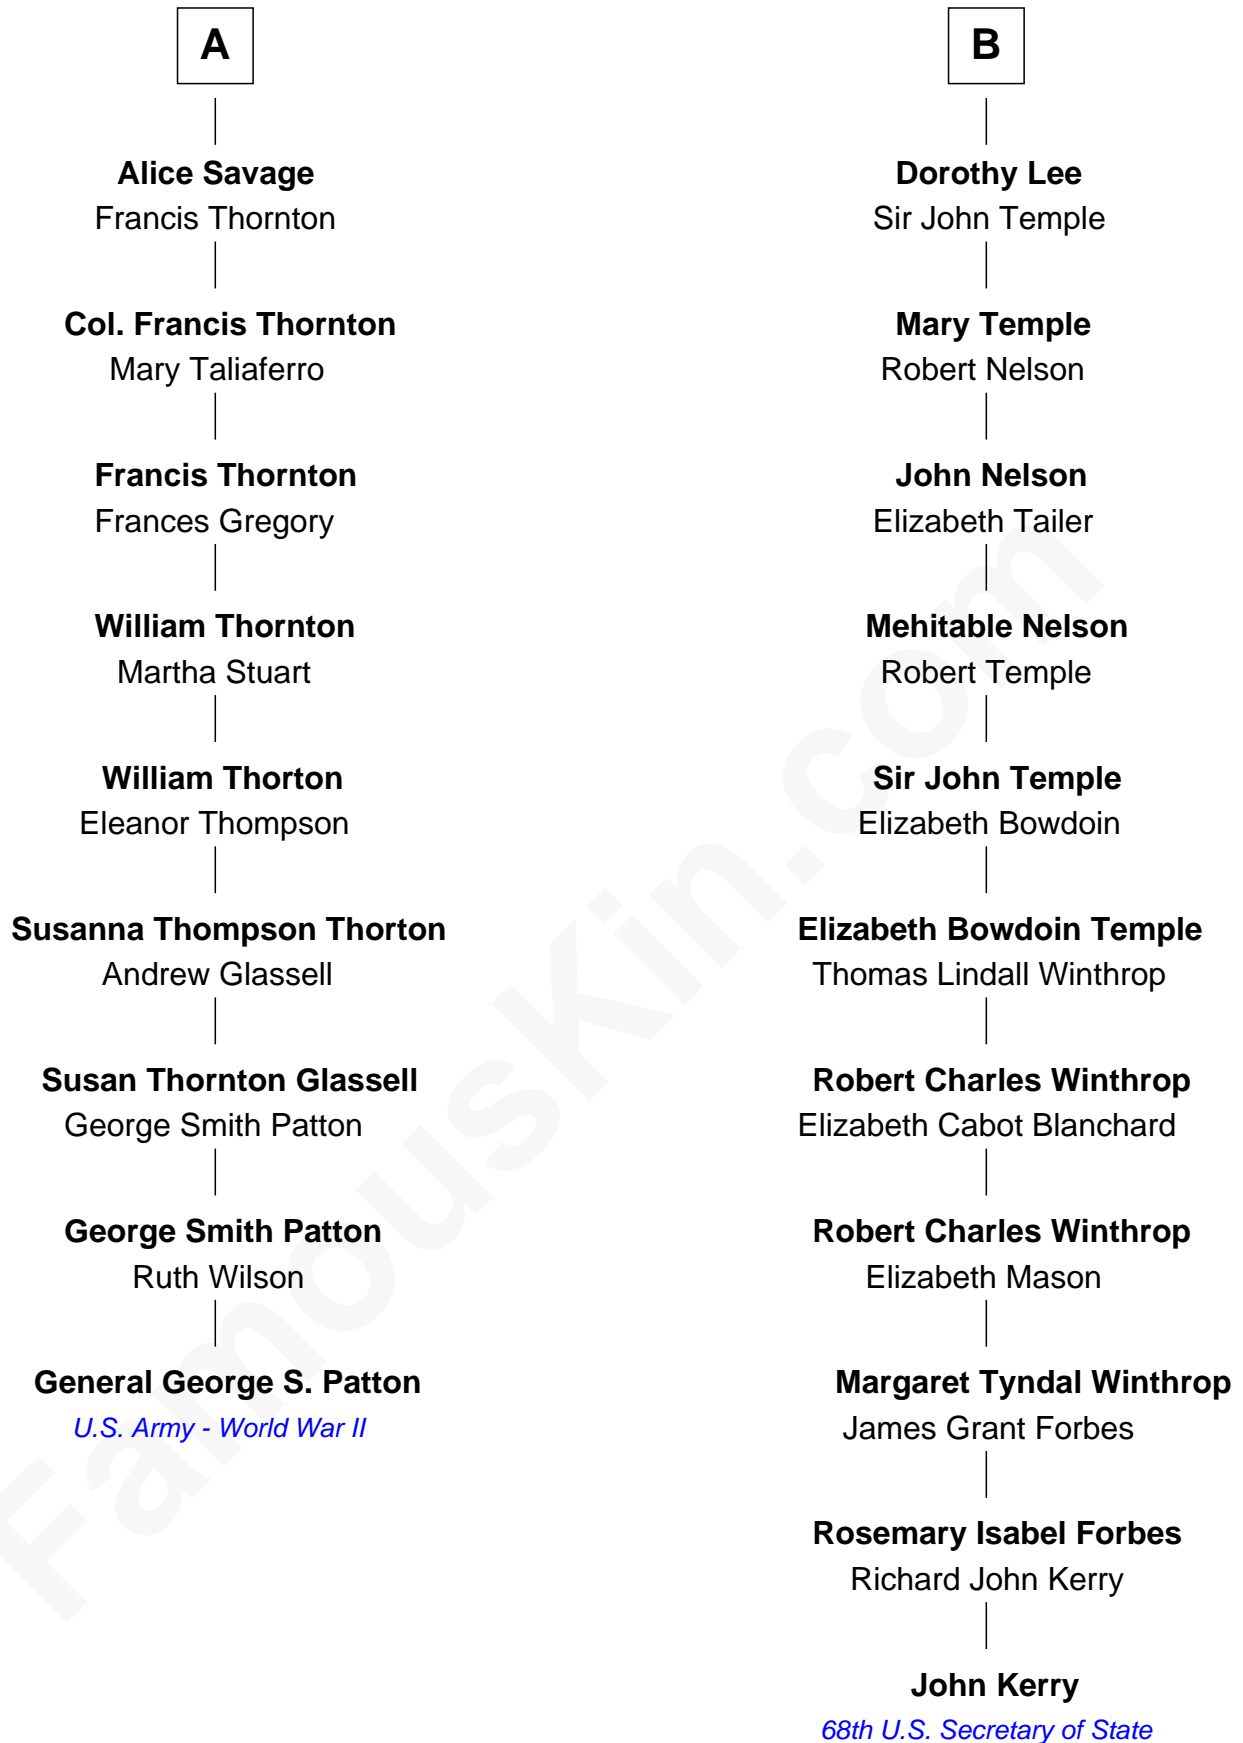 A
Alice Savage
Francis Thornton
Col. Francis Thornton
Mary Taliaferro
Francis Thornton
Frances Gregory
William Thornton
Martha Stuart
William Thorton
Eleanor Thompson
Susanna Thompson Thorton
Andrew Glassell
Susan Thornton Glassell
George Smith Patton
George Smith Patton
Ruth Wilson
General George S. Patton
U.S. Army - World War II
B
Dorothy Lee
Sir John Temple
Mary Temple
Robert Nelson
John Nelson
Elizabeth Tailer
Mehitable Nelson
Robert Temple
Sir John Temple
Elizabeth Bowdoin
Elizabeth Bowdoin Temple
Thomas Lindall Winthrop
Robert Charles Winthrop
Elizabeth Cabot Blanchard
Robert Charles Winthrop
Elizabeth Mason
Margaret Tyndal Winthrop
James Grant Forbes
Rosemary Isabel Forbes
Richard John Kerry
John Kerry
68th U.S. Secretary of State
FamousKin.com